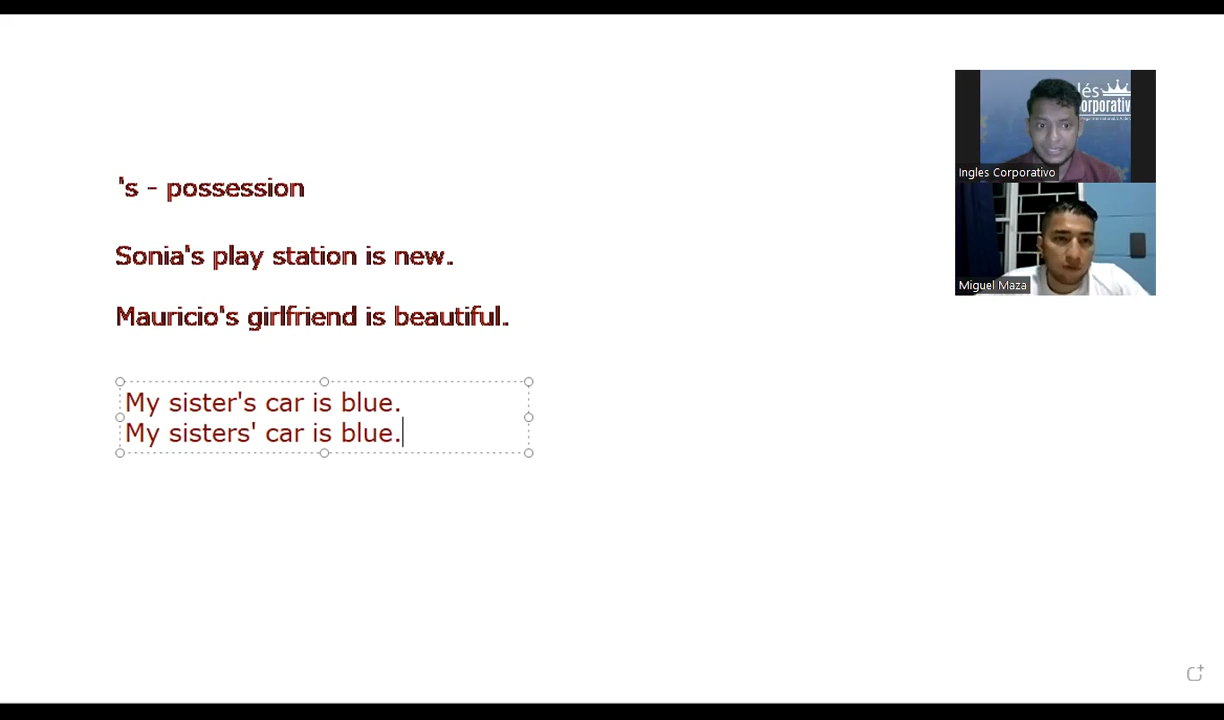 's - possession
Sonia's play station is new.
Mauricio's girlfriend is beautiful.
My sister's car is blue.
My sisters' car is blue.
Ingles Corporativo
Miguel Maza